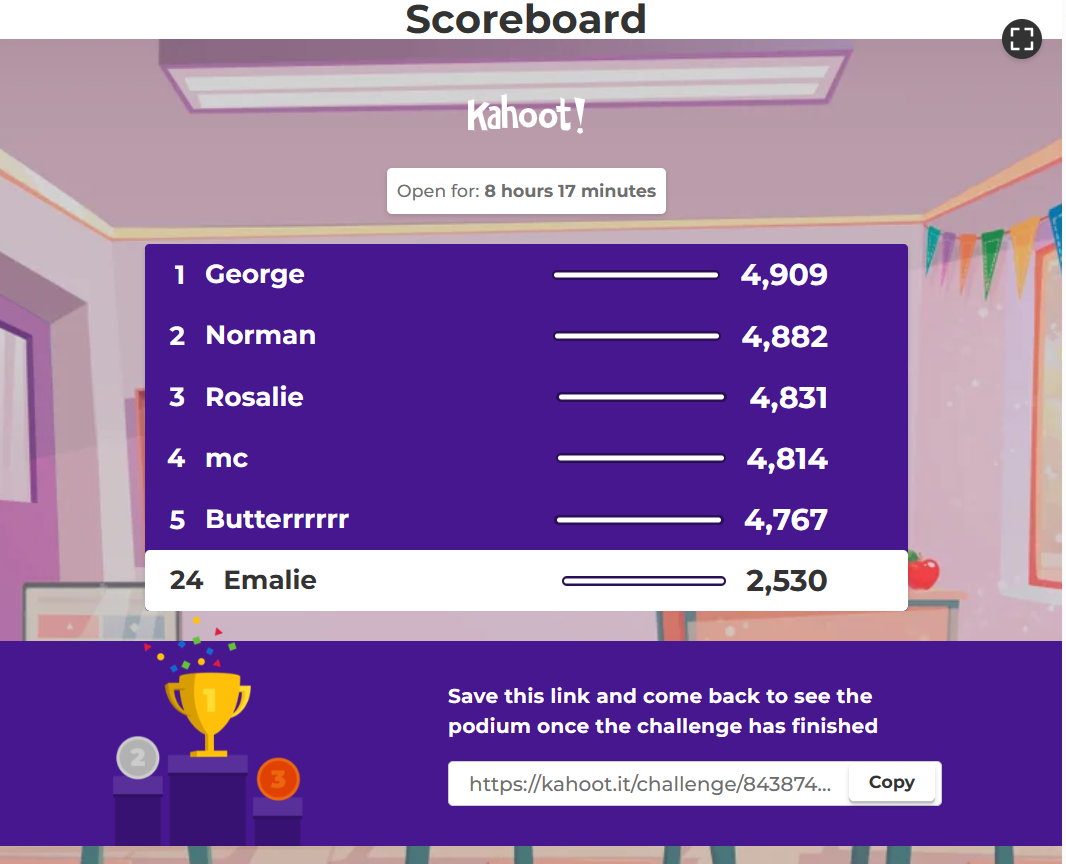 Scoreboard
Kahoot!
Open for: 8 hours 17 minutes
1 George 4,909
2 Norman 4,882
3 Rosalie 4,831
4 mc 4,814
5 Butterrrrrr 4,767
24 Emalie 2,530
1
2
3
Save this link and come back to see the
podium once the challenge has finished
https://kahoot.it/challenge/843874... Copy